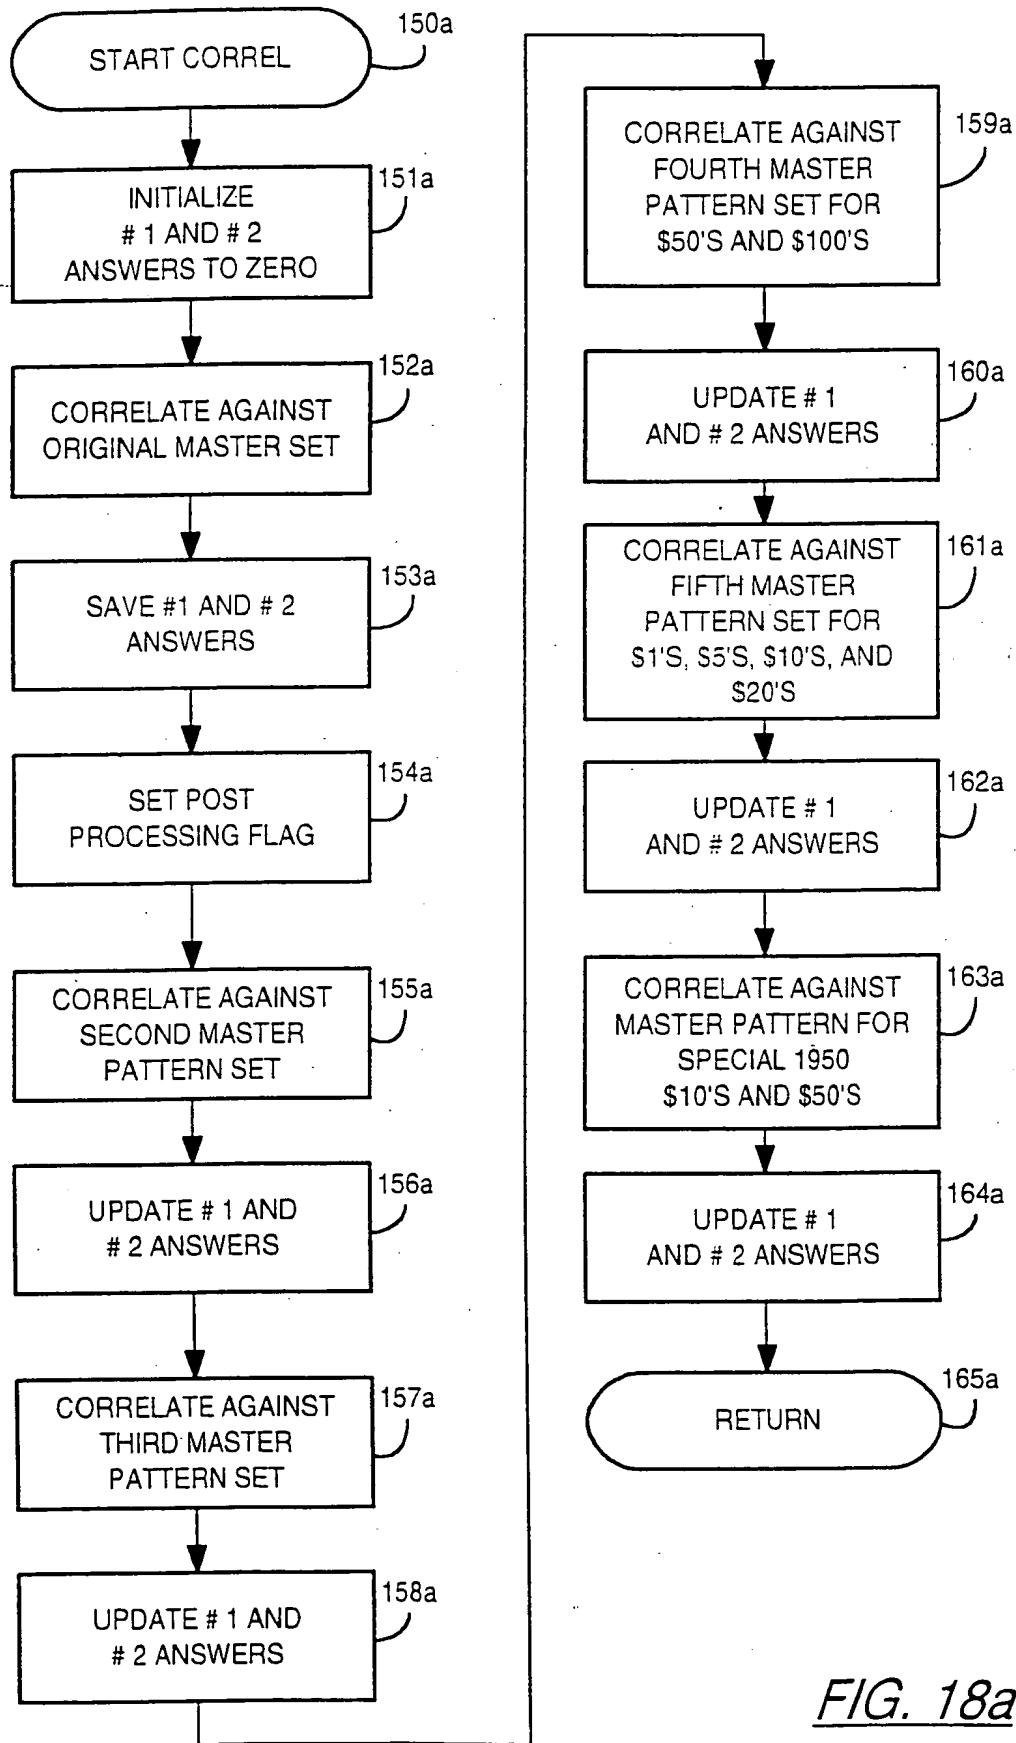 START CORREL
150a
INITIALIZE
# 1 AND # 2
ANSWERS TO ZERO
151a
CORRELATE AGAINST
ORIGINAL MASTER SET
152a
SAVE #1 AND # 2
ANSWERS
153a
SET POST
PROCESSING FLAG
154a
CORRELATE AGAINST
SECOND MASTER
PATTERN SET
155a
UPDATE # 1 AND
# 2 ANSWERS
156a
CORRELATE AGAINST
THIRD MASTER
PATTERN SET
157a
UPDATE # 1 AND
# 2 ANSWERS
158a
CORRELATE AGAINST
FOURTH MASTER
PATTERN SET FOR
$50'S AND $100'S
159a
UPDATE # 1
AND # 2 ANSWERS
160a
CORRELATE AGAINST
FIFTH MASTER
PATTERN SET FOR
$1'S, $5'S, $10'S, AND
$20'S
161a
UPDATE # 1
AND # 2 ANSWERS
162a
CORRELATE AGAINST
MASTER PATTERN FOR
SPECIAL 1950
$10'S AND $50'S
163a
UPDATE # 1
AND # 2 ANSWERS
164a
RETURN
165a
FIG. 18a